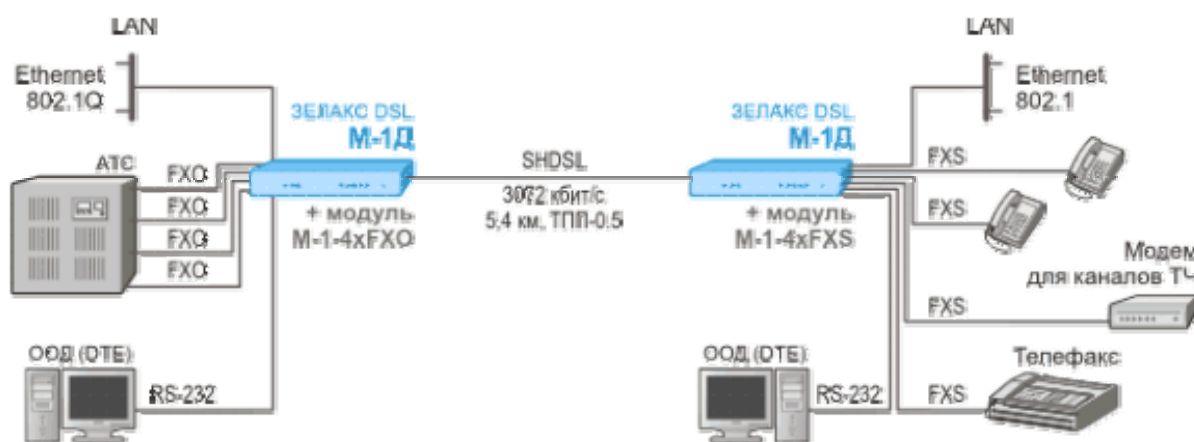 LAN
Ethernet
802.1Q
ЗЕЛАКС DSL
М-1Д
АТС
FXO
FXO
FXO
FXO
+ модуль
М-1-4xFXO
ООД (DTE)
RS-232
SHDSL
3072 кбит/с
5,4 км, ТПП-0.5
LAN
Ethernet
802.1
ЗЕЛАКС DSL
М-1Д
+ модуль
М-1-4xFXS
FXS
FXS
Модем
для каналов ТЧ
FXS
ООД (DTE)
RS-232
Телефакс
FXS